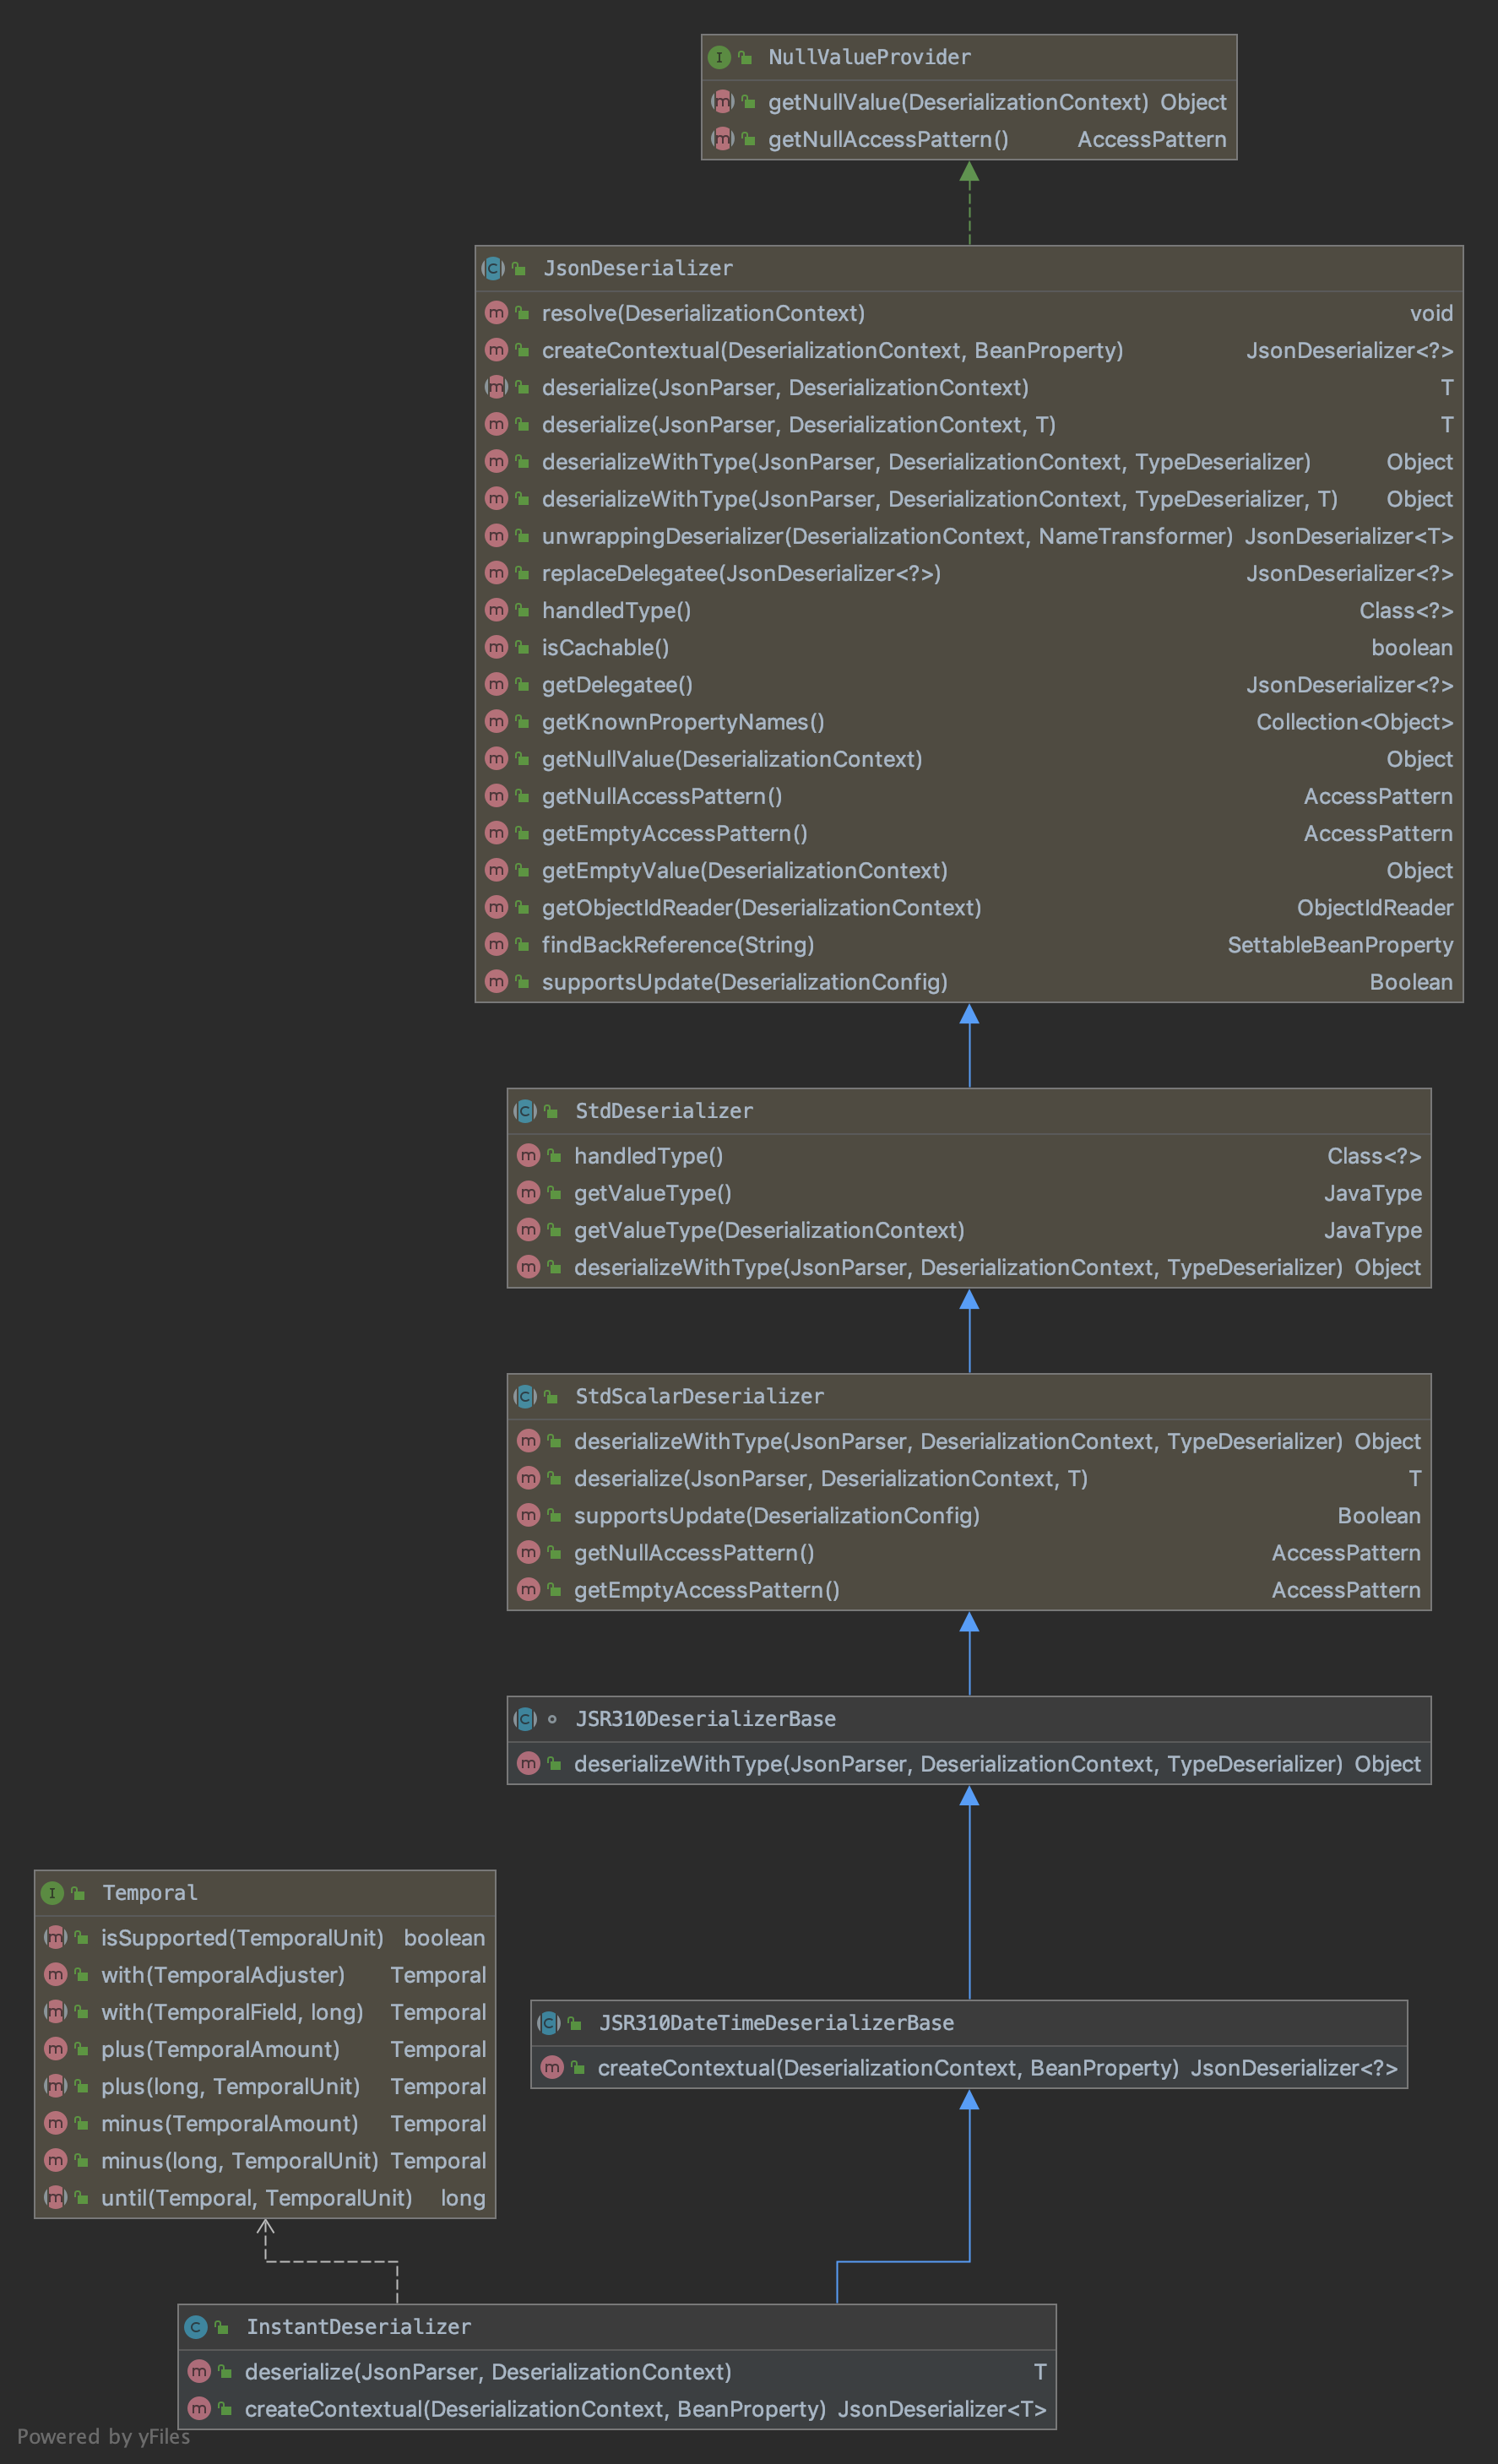 NullValueProvider
getNullValue(DeserializationContext) Object
getNullAccessPattern() AccessPattern
JsonDeserializer
resolve(DeserializationContext) void
createContextual(DeserializationContext, BeanProperty) JsonDeserializer<?>
deserialize(JsonParser, DeserializationContext) T
deserialize(JsonParser, DeserializationContext, T) T
deserializeWithType(JsonParser, DeserializationContext, TypeDeserializer) Object
deserializeWithType(JsonParser, DeserializationContext, TypeDeserializer, T) Object
unwrappingDeserializer(DeserializationContext, NameTransformer) JsonDeserializer<T>
replaceDelegatee(JsonDeserializer<?>) JsonDeserializer<?>
handledType() Class<?>
isCachable() boolean
getDelegatee() JsonDeserializer<?>
getKnownPropertyNames() Collection<Object>
getNullValue(DeserializationContext) Object
getNullAccessPattern() AccessPattern
getEmptyAccessPattern() AccessPattern
getEmptyValue(DeserializationContext) Object
getObjectIdReader(DeserializationContext) ObjectIdReader
findBackReference(String) SettableBeanProperty
supportsUpdate(DeserializationConfig) Boolean
StdDeserializer
handledType() Class<?>
getValueType() JavaType
getValueType(DeserializationContext) JavaType
deserializeWithType(JsonParser, DeserializationContext, TypeDeserializer) Object
StdScalarDeserializer
deserializeWithType(JsonParser, DeserializationContext, TypeDeserializer) Object
deserialize(JsonParser, DeserializationContext, T) T
supportsUpdate(DeserializationConfig) Boolean
getNullAccessPattern() AccessPattern
getEmptyAccessPattern() AccessPattern
JSR310DeserializerBase
deserializeWithType(JsonParser, DeserializationContext, TypeDeserializer) Object
Temporal
isSupported(TemporalUnit) boolean
with(TemporalAdjuster) Temporal
with(TemporalField, long) Temporal
plus(TemporalAmount) Temporal
plus(long, TemporalUnit) Temporal
minus(TemporalAmount) Temporal
minus(long, TemporalUnit) Temporal
until(Temporal, TemporalUnit) long
JSR310DateTimeDeserializerBase
createContextual(DeserializationContext, BeanProperty) JsonDeserializer<?>
InstantDeserializer
deserialize(JsonParser, DeserializationContext) T
createContextual(DeserializationContext, BeanProperty) JsonDeserializer<T>
Powered by yFiles